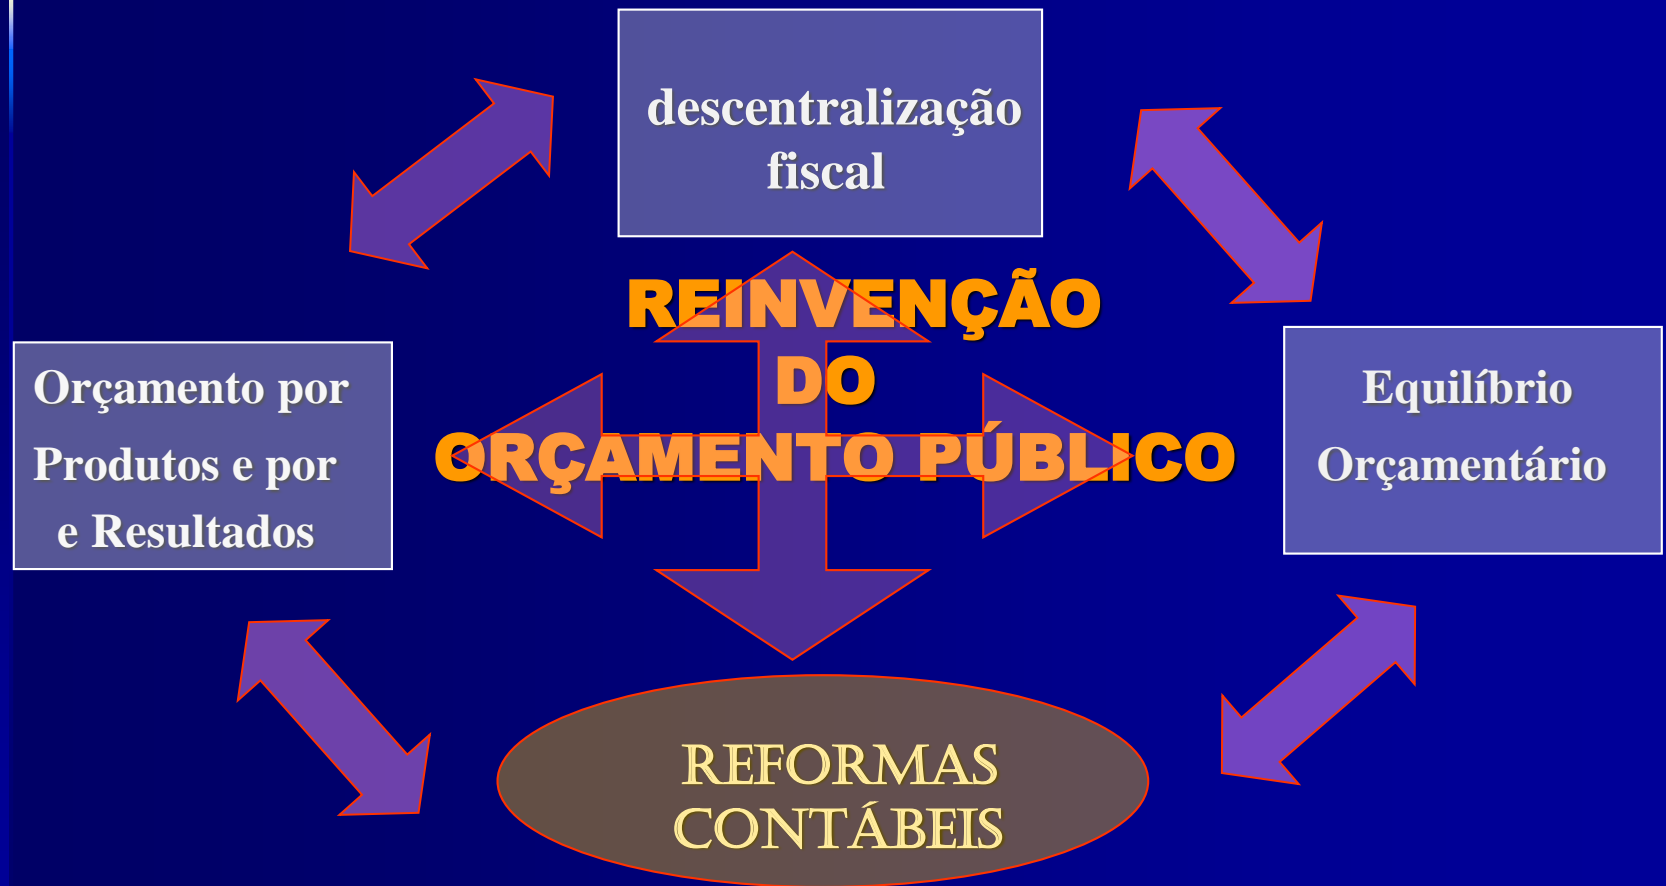 descentralização
fiscal
REINVENÇÃO
DO
ORÇAMENTO PÚBLICO
Orçamento por
Produtos e por
e Resultados
Equilíbrio
Orçamentário
REFORMAS
CONTÁBEIS